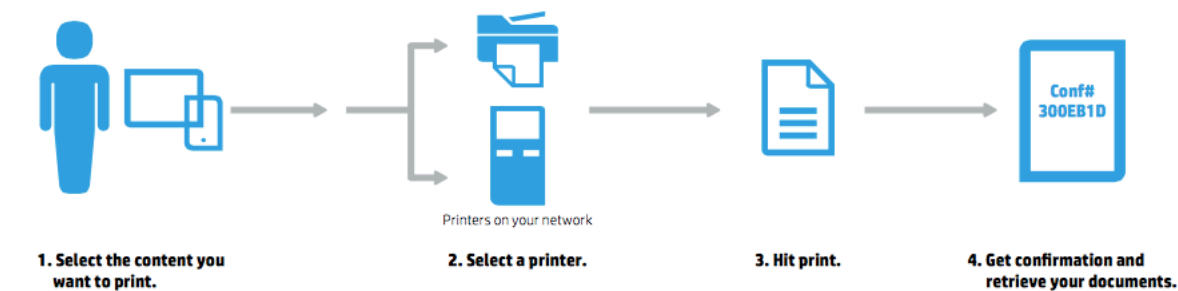 Conf#
300EB1D
Printers on your network
1. Select the content you
want to print.
2. Select a printer.
3. Hit print.
4. Get confirmation and
retrieve your documents.